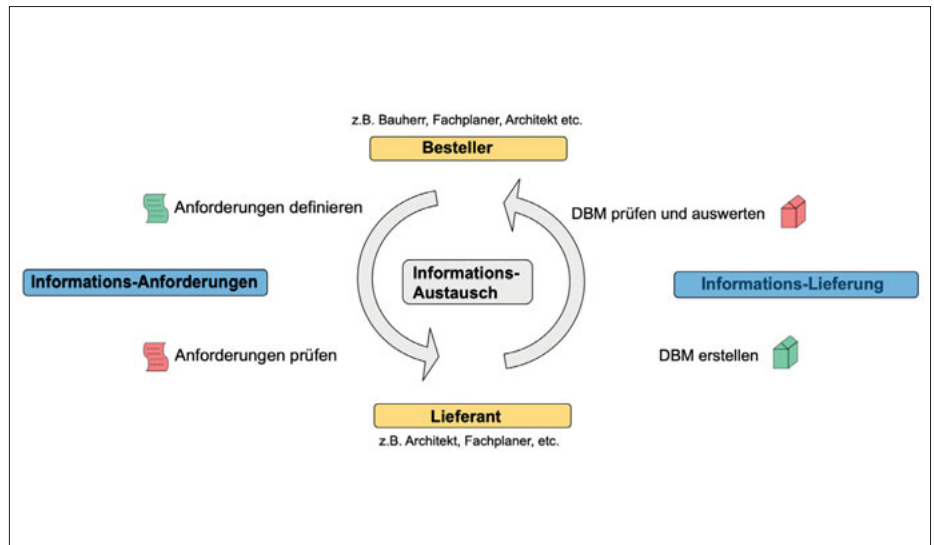 z.B. Bauherr, Fachplaner, Architekt etc.
Besteller
Anforderungen definieren
DBM prüfen und auswerten
Informations-Anforderungen
Informations-
Austausch
Informations-Lieferung
Anforderungen prüfen
DBM erstellen
Lieferant
z.B. Architekt, Fachplaner, etc.